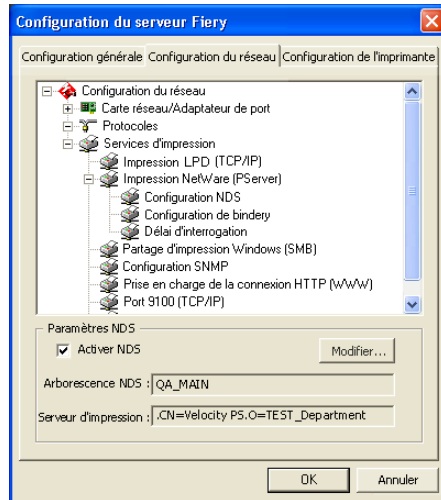 Configuration du serveur Fiery
Configuration générale Configuration du réseau Configuration de l'imprimante
Configuration du réseau
Carte réseau/Adaptateur de port
Protocoles
Services d'impression
Impression LPD (TCP/IP)
Impression NetWare (PServer)
Configuration NDS
Configuration de bindery
Délai d'interrogation
Partage d'impression Windows (SMB)
Configuration SNMP
Prise en charge de la connexion HTTP (WWW)
Port 9100 (TCP/IP)
Paramètres NDS
Activer NDS Modifier...
Arborescence NDS : QA_MAIN
Serveur d'impression : .CN=Velocity PS.O=TEST_Department
OK Annuler